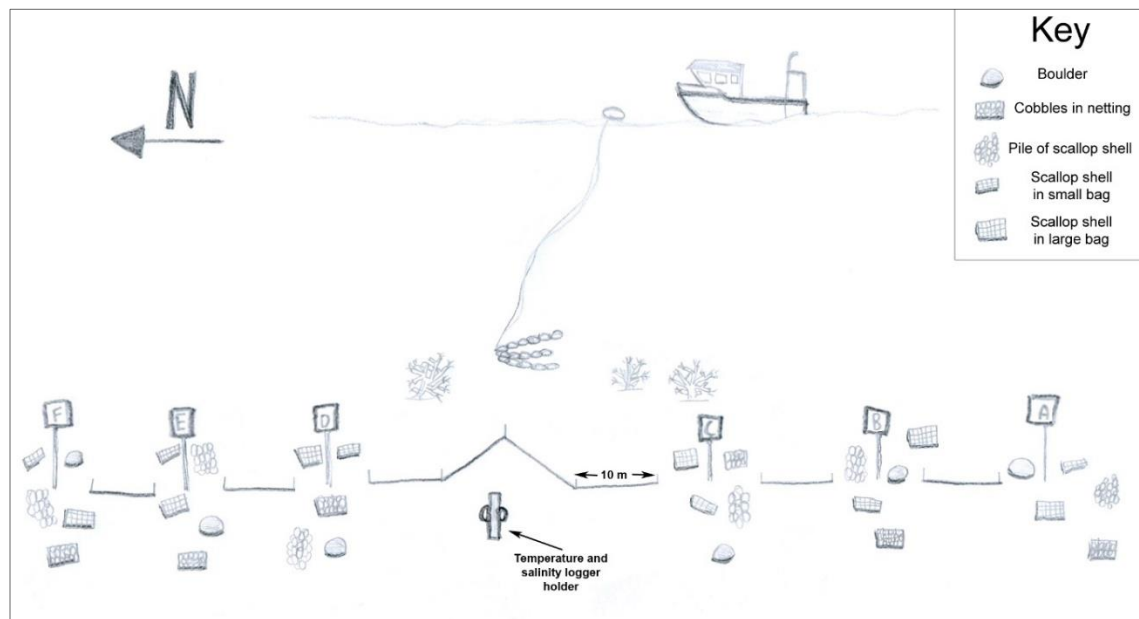 N
Key
Boulder
Cobbles in netting
Pile of scallop shell
Scallop shell
in small bag
Scallop shell
in large bag
F
E
D
C
B
A
10 m
Temperature and
salinity logger
holder